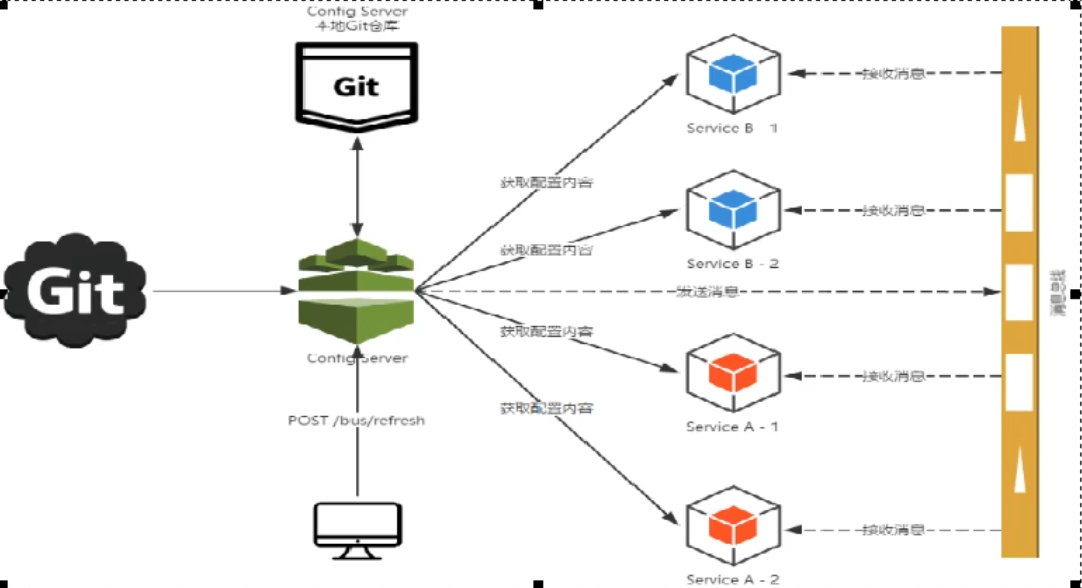 Config Server
本地Git仓库
Git
Service B - 1
接收消息
获取配置内容
Service B - 2
接收消息
获取配置内容
Git
发送消息
消息总线
Config Server
获取配置内容
Service A - 1
接收消息
获取配置内容
POST /bus/refresh
Service A - 2
接收消息